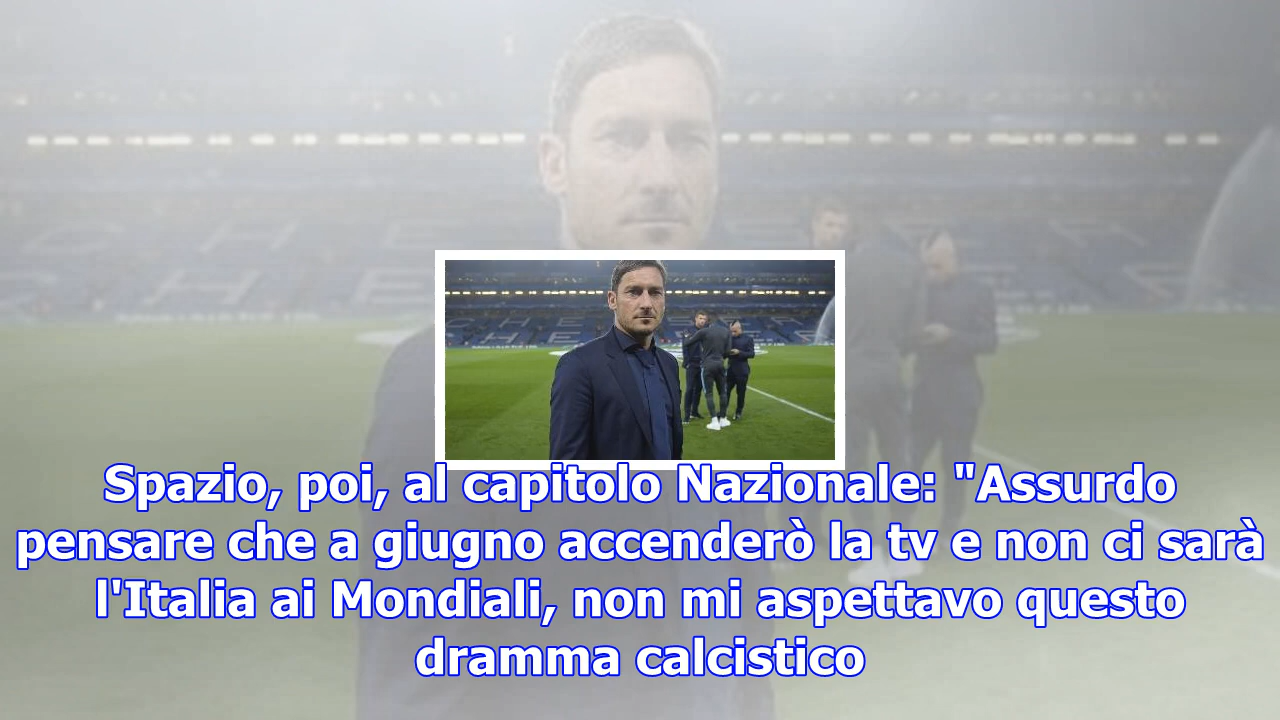 CHELSEA
Spazio, poi, al capitolo Nazionale: "Assurdo
pensare che a giugno accenderò la tv e non ci sarà
l'Italia ai Mondiali, non mi aspettavo questo
dramma calcistico